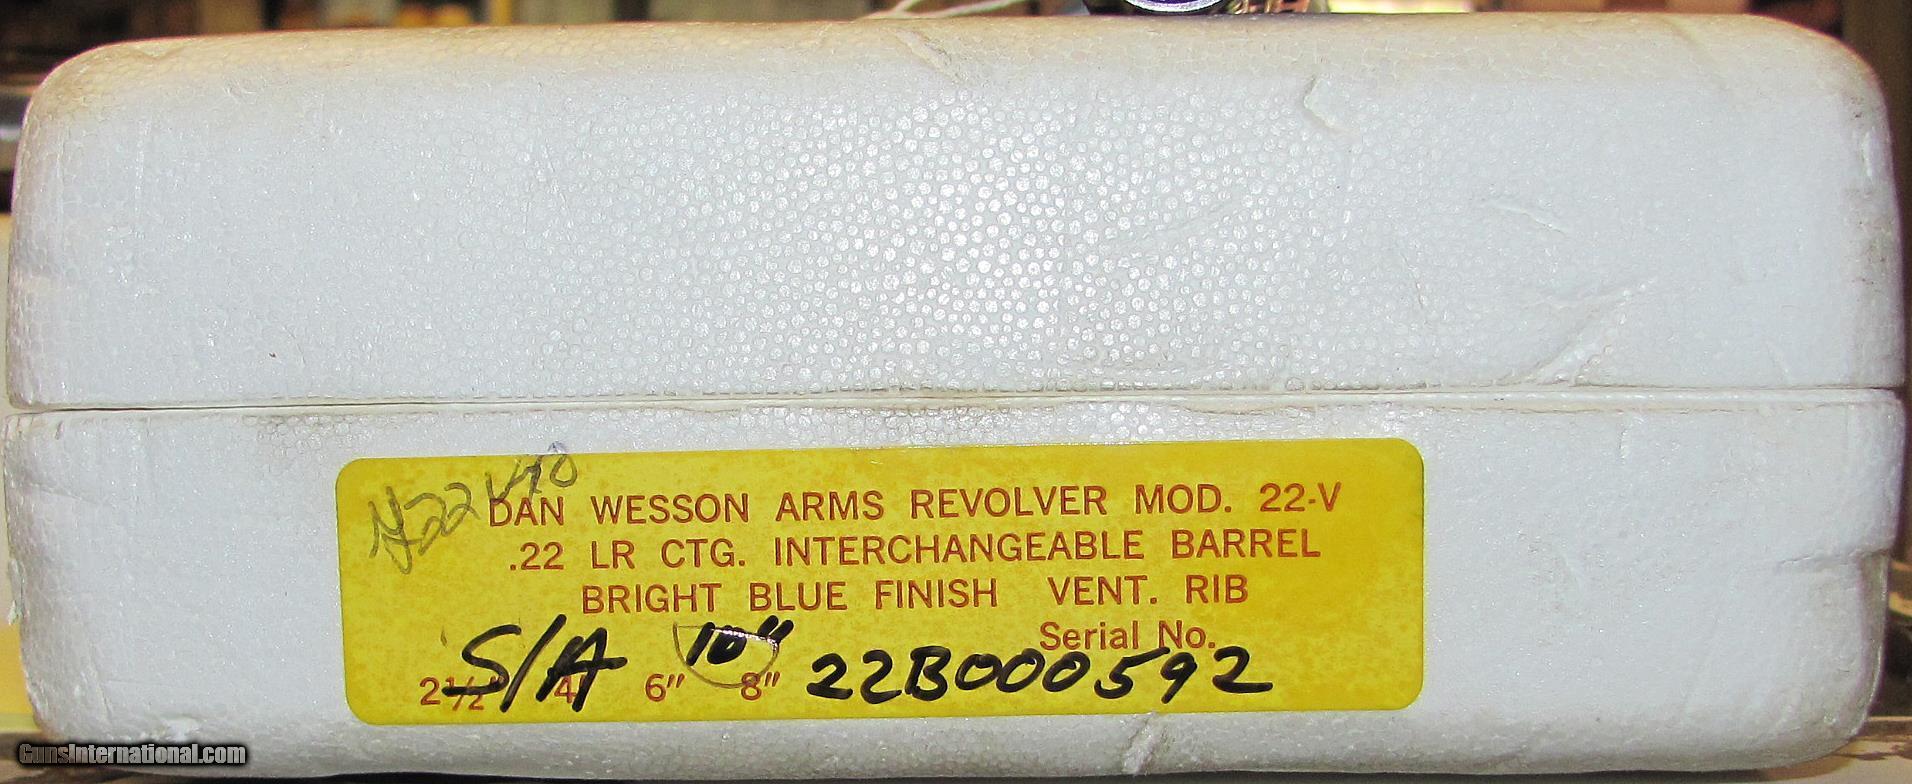 DAN WESSON ARMS REVOLVER MOD. 22-V
.22 LR CTG. INTERCHANGEABLE BARREL
BRIGHT BLUE FINISH VENT. RIB
Serial No.
S/A 10" 22B000592
2½" 4 6" 8"
GunsInternational.com